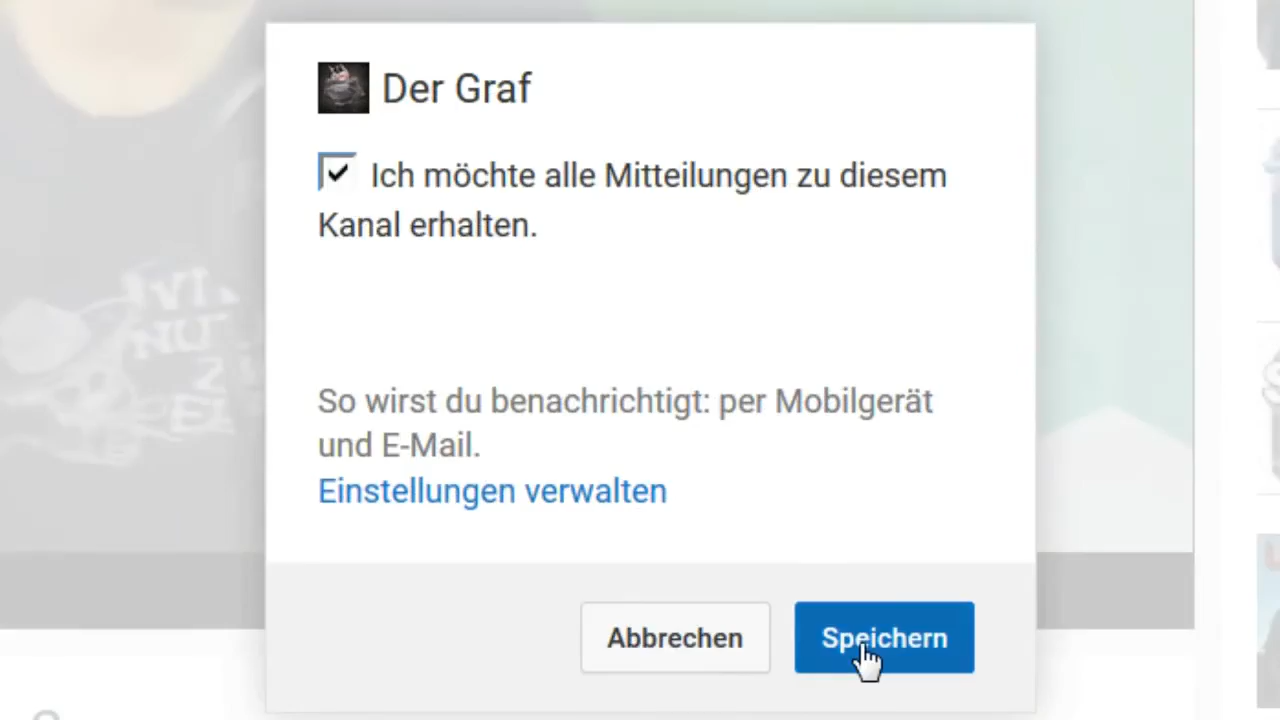 Der Graf
Ich möchte alle Mitteilungen zu diesem
Kanal erhalten.
So wirst du benachrichtigt: per Mobilgerät
und E-Mail.
Einstellungen verwalten
Abbrechen
Speichern